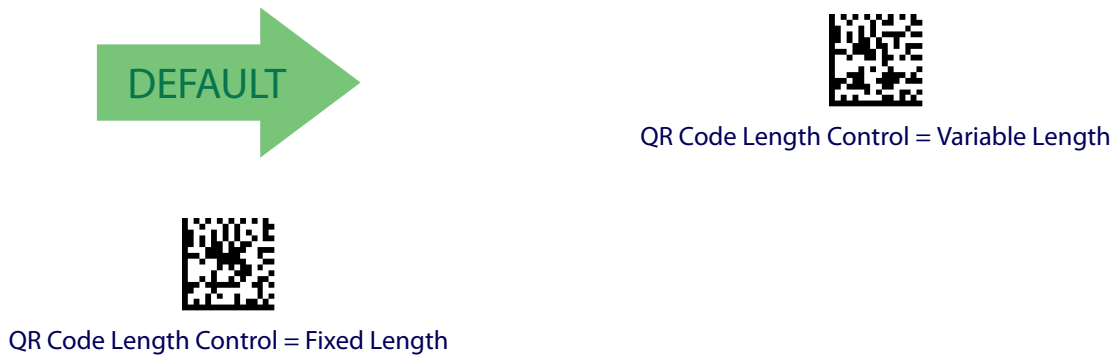 DEFAULT
QR Code Length Control = Variable Length
QR Code Length Control = Fixed Length